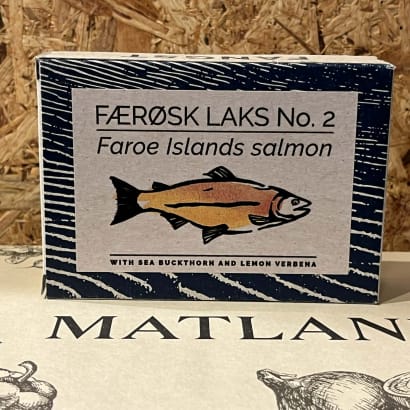 FÆRØSK LAKS No. 2
Faroe Islands salmon
WITH SEA BUCKTHORN AND LEMON VERBENA
MATLAN